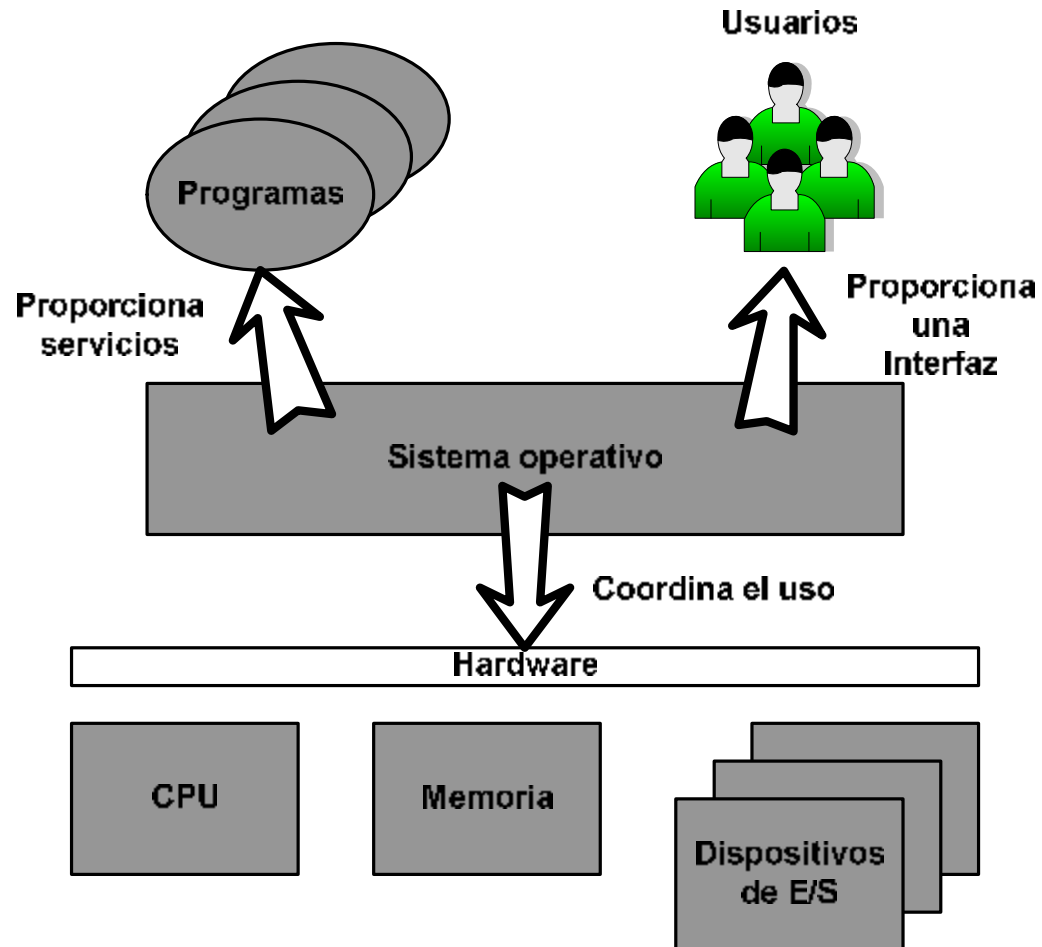 Usuarios
Programas
Proporciona
servicios
Proporciona
una
Interfaz
Sistema operativo
Coordina el uso
Hardware
CPU
Memoria
Dispositivos
de E/S